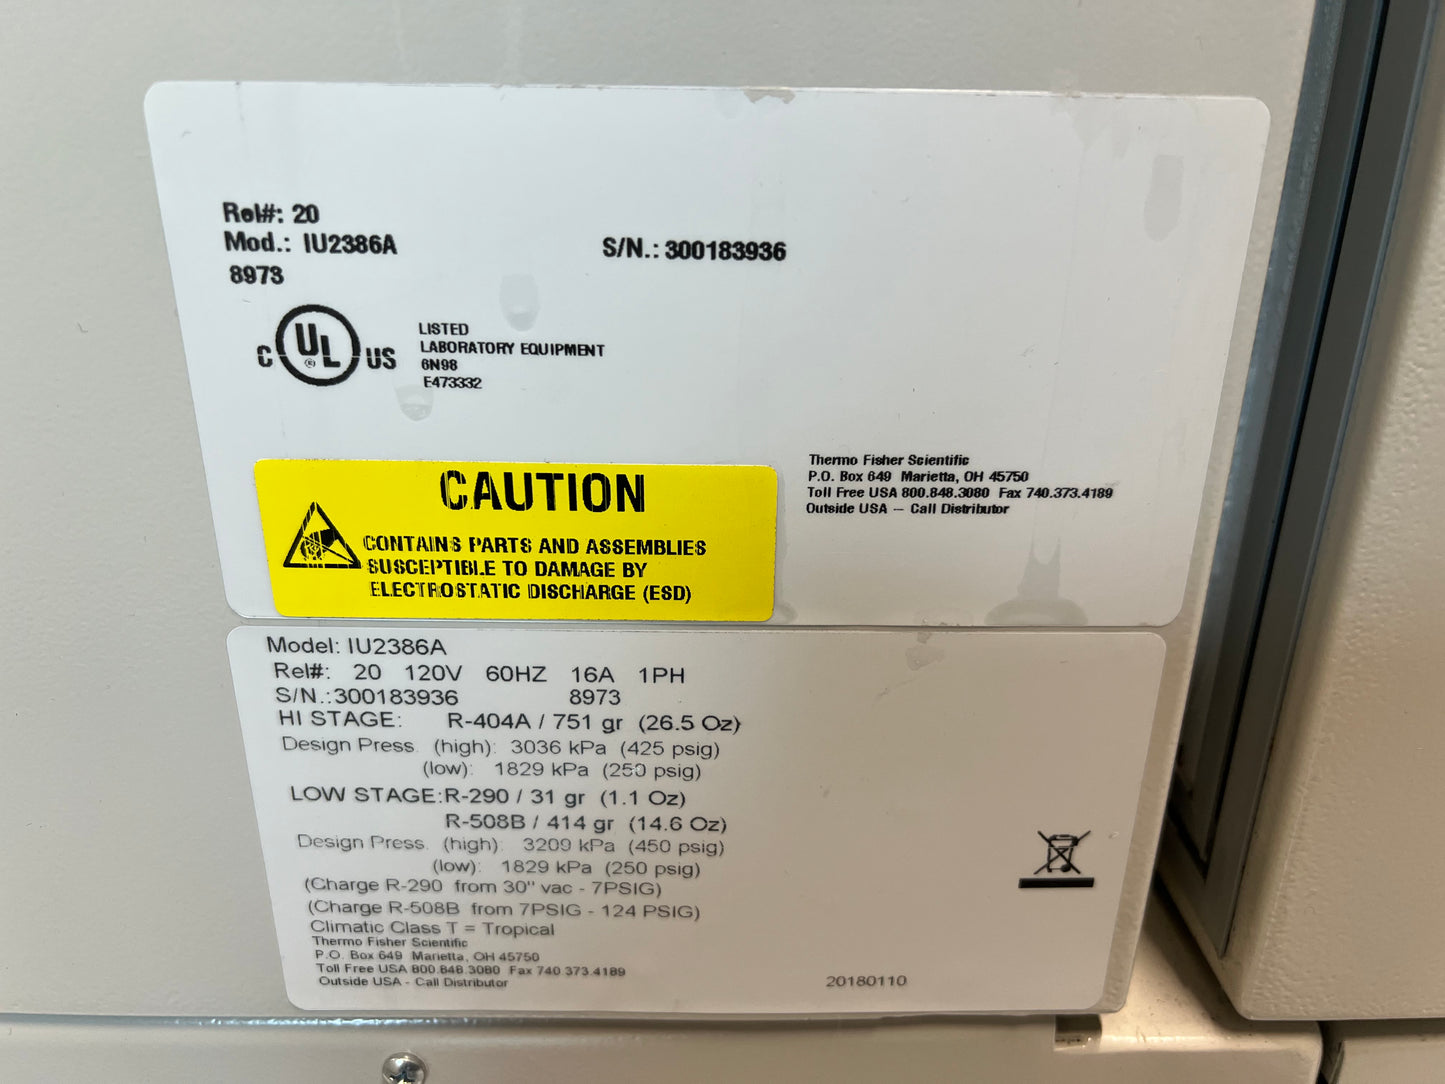 Rel#: 20
Mod.: IU2386A S/N.: 300183936
8973
C UL ® US
LISTED
LABORATORY EQUIPMENT
6N98
E473332
CAUTION
CONTAINS PARTS AND ASSEMBLIES
SUSCEPTIBLE TO DAMAGE BY
ELECTROSTATIC DISCHARGE (ESD)
Thermo Fisher Scientific
P.O. Box 649 Marietta, OH 45750
Toll Free USA 800.848.3080 Fax 740.373.4189
Outside USA – Call Distributor
Model: IU2386A
Rel#: 20 120V 60HZ 16A 1PH
S/N.:300183936 8973
HI STAGE: R-404A / 751 gr (26.5 Oz)
Design Press. (high): 3036 kPa (425 psig)
(low): 1829 kPa (250 psig)
LOW STAGE:R-290 / 31 gr (1.1 Oz)
R-508B / 414 gr (14.6 Oz)
Design Press. (high): 3209 kPa (450 psig)
(low): 1829 kPa (250 psig)
(Charge R-290 from 30" vac - 7PSIG)
(Charge R-508B from 7PSIG - 124 PSIG)
Climatic Class T = Tropical
Thermo Fisher Scientific
P.O. Box 649 Marietta, OH 45750
Toll Free USA 800.848.3080 Fax 740.373.4189
Outside USA - Call Distributor
20180110